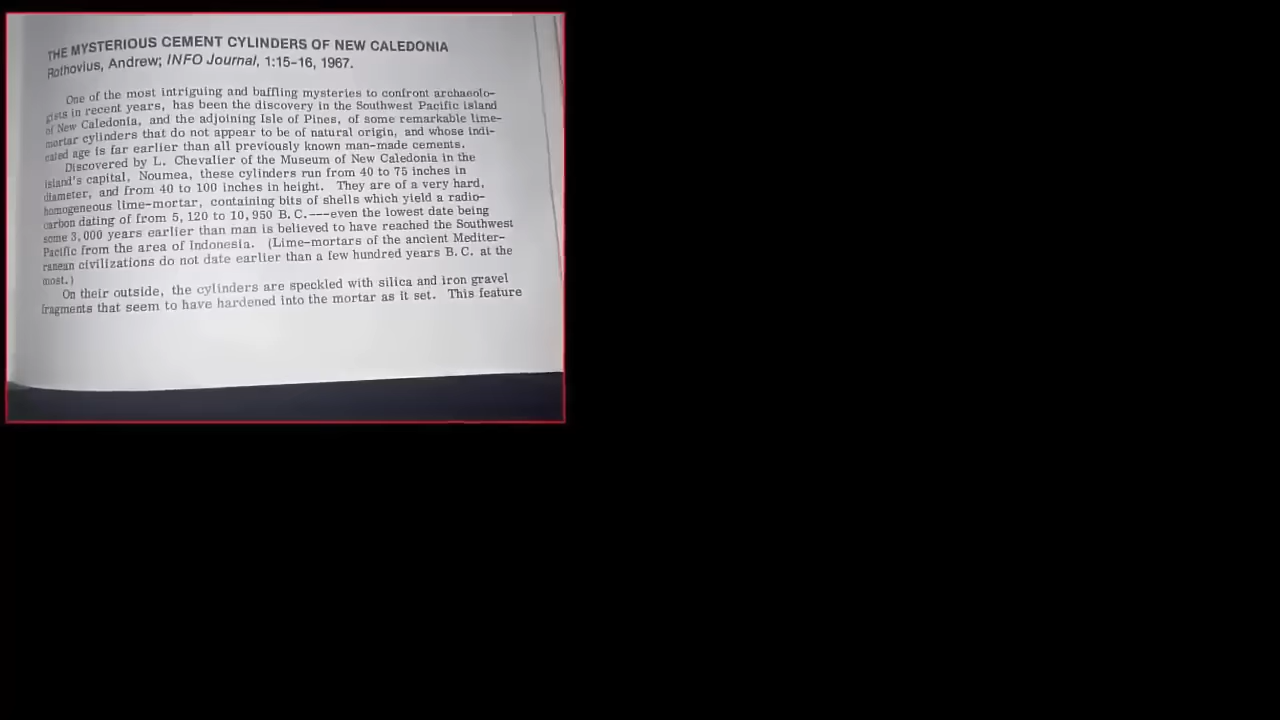 THE MYSTERIOUS CEMENT CYLINDERS OF NEW CALEDONIA
Rothovius, Andrew; INFO Journal, 1:15-16, 1967.
One of the most intriguing and baffling mysteries to confront archaeolo-
gists in recent years, has been the discovery in the Southwest Pacific island
of New Caledonia, and the adjoining Isle of Pines, of some remarkable lime-
mortar cylinders that do not appear to be of natural origin, and whose indi-
cated age is far earlier than all previously known man-made cements.
Discovered by L. Chevalier of the Museum of New Caledonia in the
island's capital, Noumea, these cylinders run from 40 to 75 inches in
diameter, and from 40 to 100 inches in height. They are of a very hard,
homogeneous lime-mortar, containing bits of shells which yield a radio-
carbon dating of from 5, 120 to 10, 950 B. C.---even the lowest date being
some 3, 000 years earlier than man is believed to have reached the Southwest
Pacific from the area of Indonesia. (Lime-mortars of the ancient Mediter-
ranean civilizations do not date earlier than a few hundred years B. C. at the
most.)
On their outside, the cylinders are speckled with silica and iron gravel
fragments that seem to have hardened into the mortar as it set. This feature